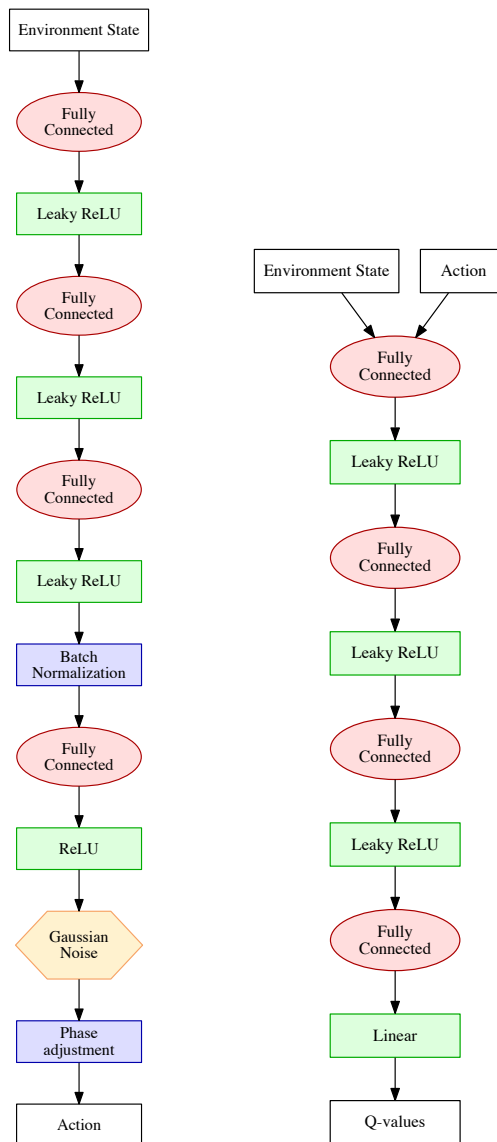 Environment State
Fully
Connected
Leaky ReLU
Fully
Connected
Leaky ReLU
Fully
Connected
Leaky ReLU
Batch
Normalization
Fully
Connected
ReLU
Gaussian
Noise
Phase
adjustment
Action
Environment State
Action
Fully
Connected
Leaky ReLU
Fully
Connected
Leaky ReLU
Fully
Connected
Leaky ReLU
Fully
Connected
Linear
Q-values